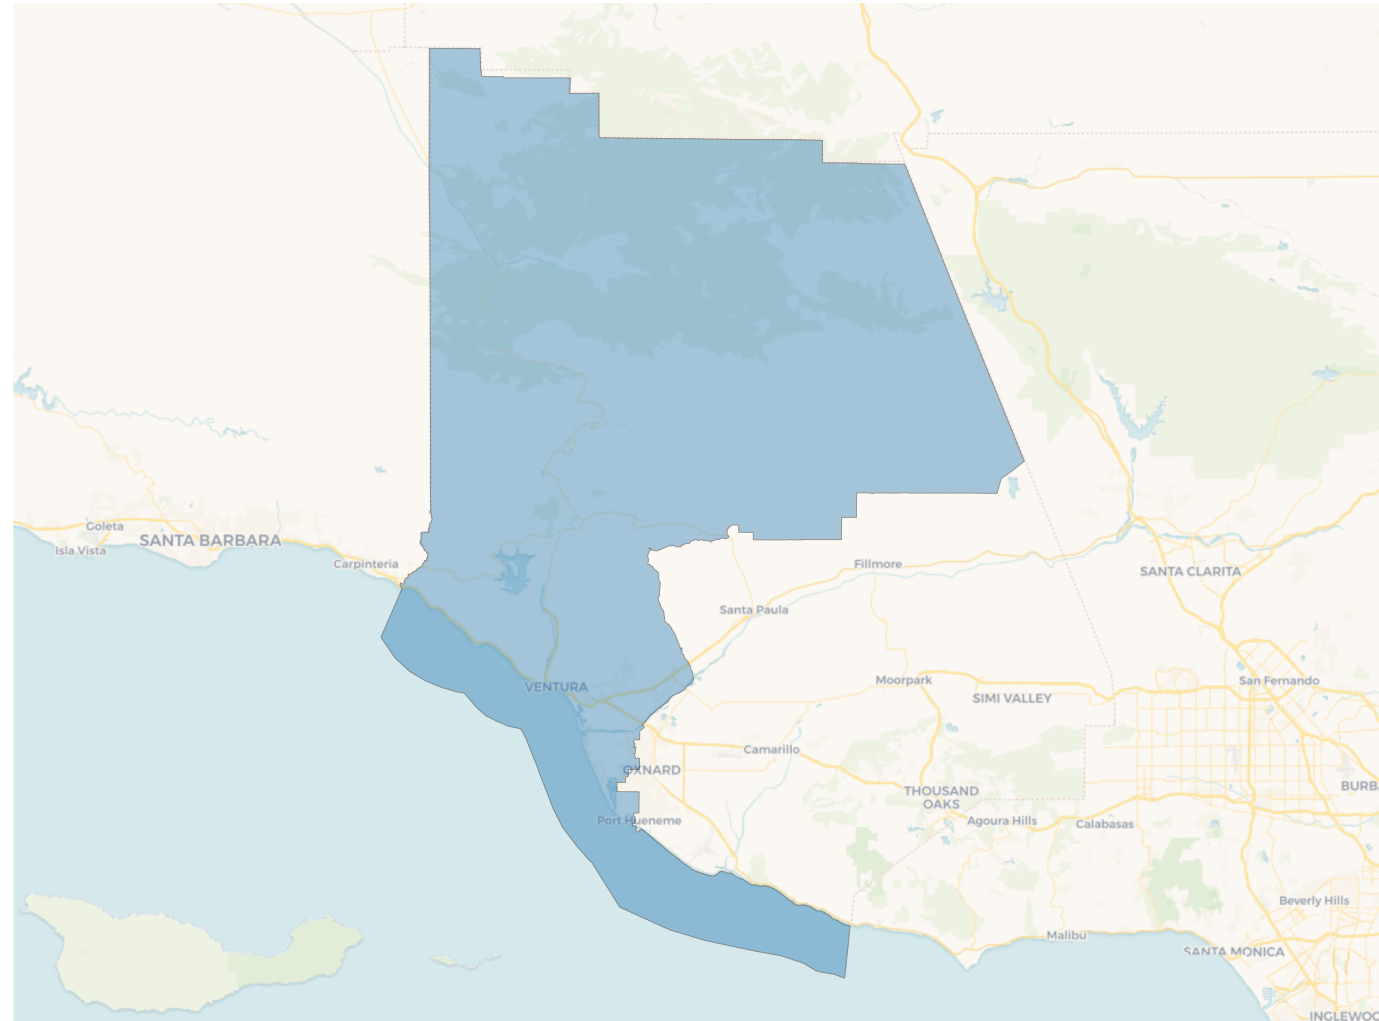 Goleta
SANTA BARBARA
Isla Vista
Carpinteria
Fillmore
SANTA CLARITA
Santa Paula
VENTURA
Moorpark
San Fernando
SIMI VALLEY
Camarillo
OXNARD
THOUSAND
OAKS
BURB
Port Hueneme
Agoura Hills
Calabasas
Beverly Hills
Malibu
SANTA MONICA
INGLEWOO